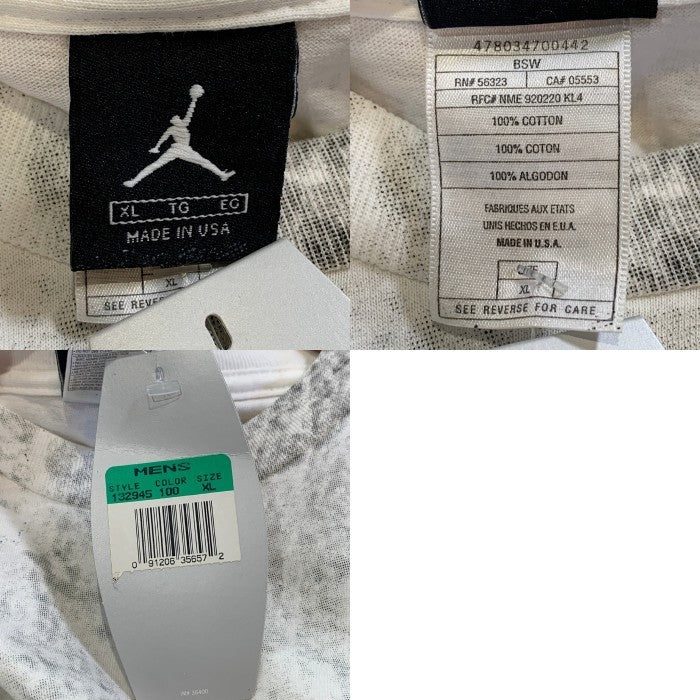 XL TG EG
MADE IN USA
XL
SEE REVERSE FOR CARE
478034700442
BSW
RN# 56323 CA# 05553
RFC# NME 920220 KL4
100% COTTON
100% COTON
100% ALGODON
FABRIQUES AUX ETATS
UNIS HECHOS EN E.U.A.
MADE IN U.S.A.
XL
SEE REVERSE FOR CARE
MENS
STYLE COLOR SIZE
132945 100 XL
0 91206 35657 2